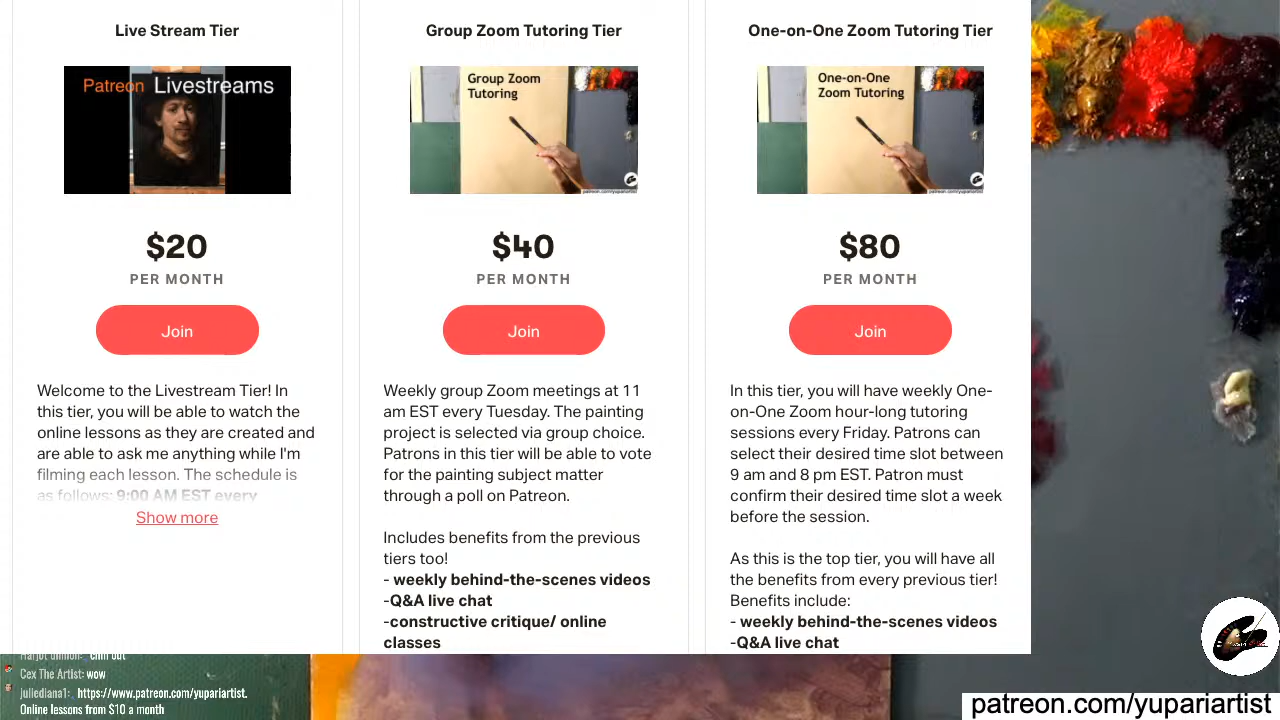 Live Stream Tier
Patreon Livestreams
$20
PER MONTH
Join
Welcome to the Livestream Tier! In
this tier, you will be able to watch the
online lessons as they are created and
are able to ask me anything while I'm
filming each lesson. The schedule is
as follows: 9:00 AM EST every
Show more
Group Zoom Tutoring Tier
Group Zoom
Tutoring
$40
PER MONTH
Join
Weekly group Zoom meetings at 11
am EST every Tuesday. The painting
project is selected via group choice.
Patrons in this tier will be able to vote
for the painting subject matter
through a poll on Patreon.
Includes benefits from the previous
tiers too!
- weekly behind-the-scenes videos
-Q&A live chat
-constructive critique/ online
classes
One-on-One Zoom Tutoring Tier
One-on-One
Zoom Tutoring
$80
PER MONTH
Join
In this tier, you will have weekly One-
on-One Zoom hour-long tutoring
sessions every Friday. Patrons can
select their desired time slot between
9 am and 8 pm EST. Patron must
confirm their desired time slot a week
before the session.
As this is the top tier, you will have all
the benefits from every previous tier!
Benefits include:
- weekly behind-the-scenes videos
-Q&A live chat
chill out
Cex The Artist: wow
juliediana1: https://www.patreon.com/yupariartist.
Online lessons from $10 a month
patreon.com/yupariartist